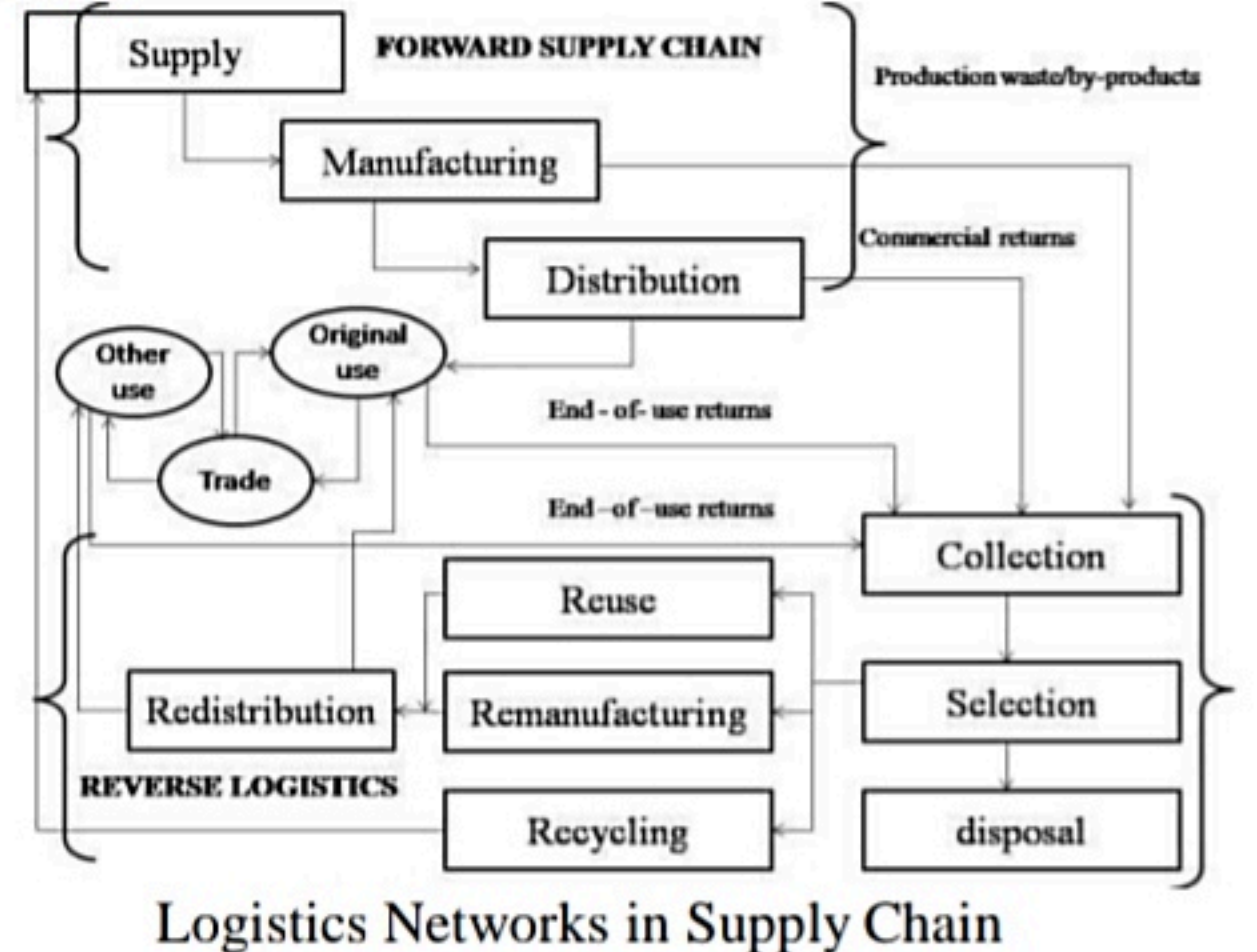 Supply
FORWARD SUPPLY CHAIN
Production waste/by-products
Manufacturing
Commercial returns
Distribution
Original
use
Other
use
End - of- use returns
Trade
End –of –use returns
Collection
Reuse
Selection
Redistribution
Remanufacturing
REVERSE LOGISTICS
Recycling
disposal
Logistics Networks in Supply Chain